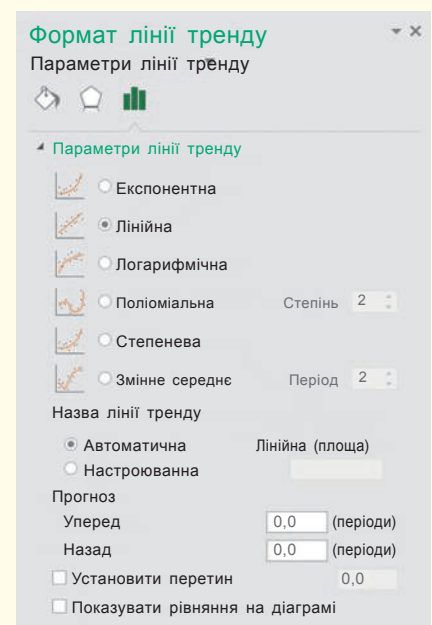 Формат лінії тренду
Параметри лінії тренду
Параметри лінії тренду
Експонентна
Лінійна
Логарифмічна
Поліоміальна Степінь 2
Степенева
Змінне середнє Період 2
Назва лінії тренду
Автоматична Лінійна (площа)
Настроюванна
Прогноз
Уперед 0,0 (періоди)
Назад 0,0 (періоди)
Установити перетин 0,0
Показувати рівняння на діаграмі